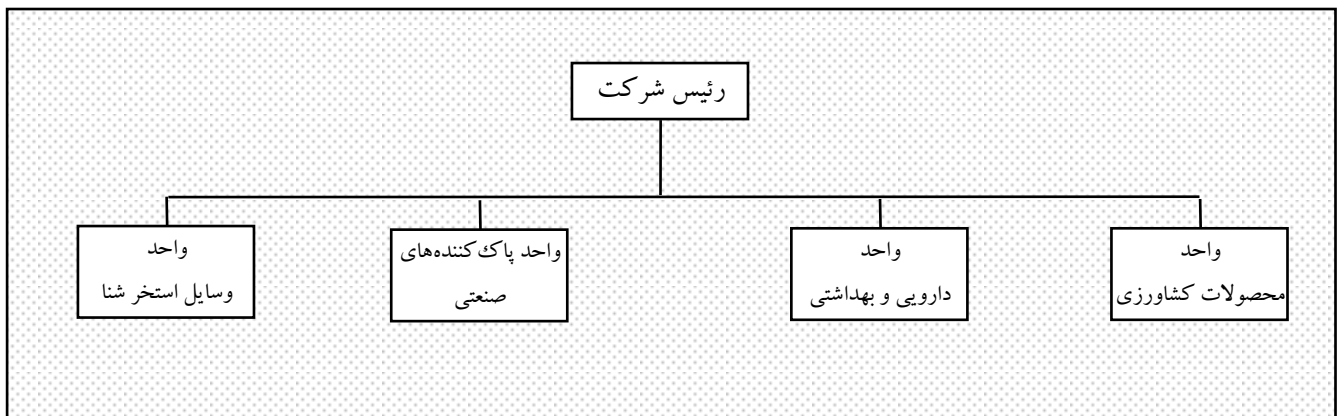 رئیس شرکت
واحد
محصولات کشاورزی
واحد
دارویی و بهداشتی
واحد پاک‌کننده‌های
صنعتی
واحد
وسایل استخر شنا